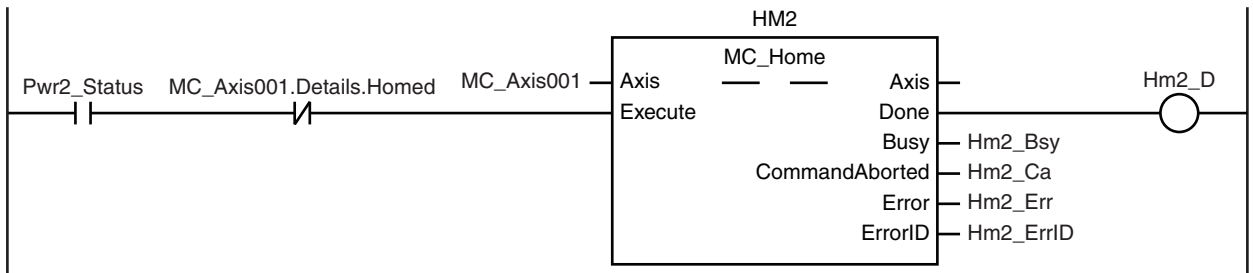 HM2
MC_Home
Pwr2_Status MC_Axis001.Details.Homed MC_Axis001 Axis Axis Hm2_D
Execute Done
Busy Hm2_Bsy
CommandAborted Hm2_Ca
Error Hm2_Err
ErrorID Hm2_ErrID